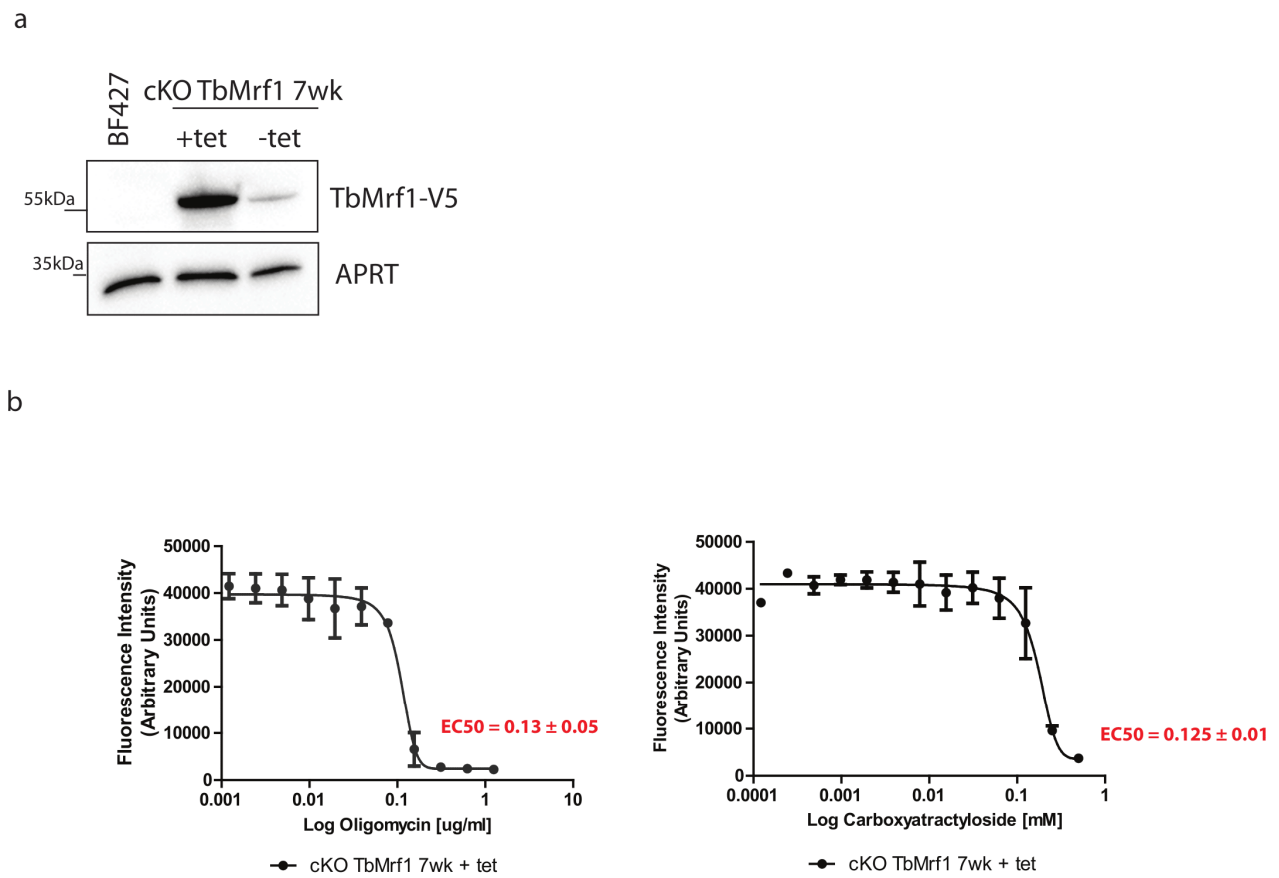 a
BF427
cKO TbMrf1 7wk
+tet -tet
55kDa
TbMrf1-V5
35kDa
APRT
b
Fluorescence Intensity
(Arbitrary Units)
50000
40000
30000
20000
10000
0
EC50 = 0.13 ± 0.05
0.001 0.01 0.1 1 10
Log Oligomycin [ug/ml]
cKO TbMrf1 7wk + tet
Fluorescence Intensity
(Arbitrary Units)
50000
40000
30000
20000
10000
0
EC50 = 0.125 ± 0.01
0.0001 0.001 0.01 0.1 1
Log Carboxyatractyloside [mM]
cKO TbMrf1 7wk + tet